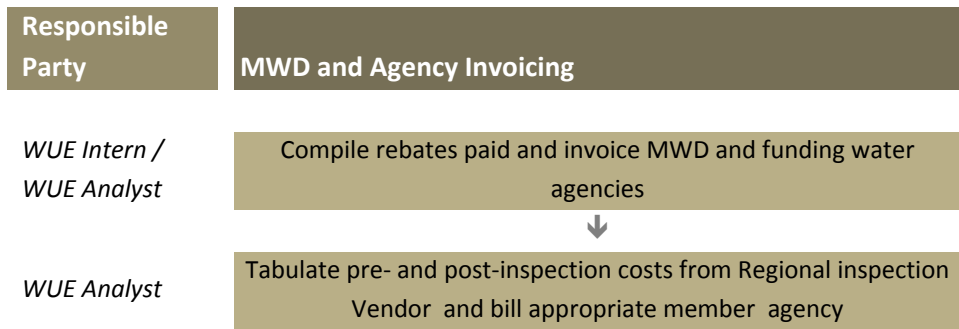 Responsible
Party
MWD and Agency Invoicing
WUE Intern /
WUE Analyst
Compile rebates paid and invoice MWD and funding water
agencies
WUE Analyst
Tabulate pre- and post-inspection costs from Regional inspection
Vendor and bill appropriate member agency